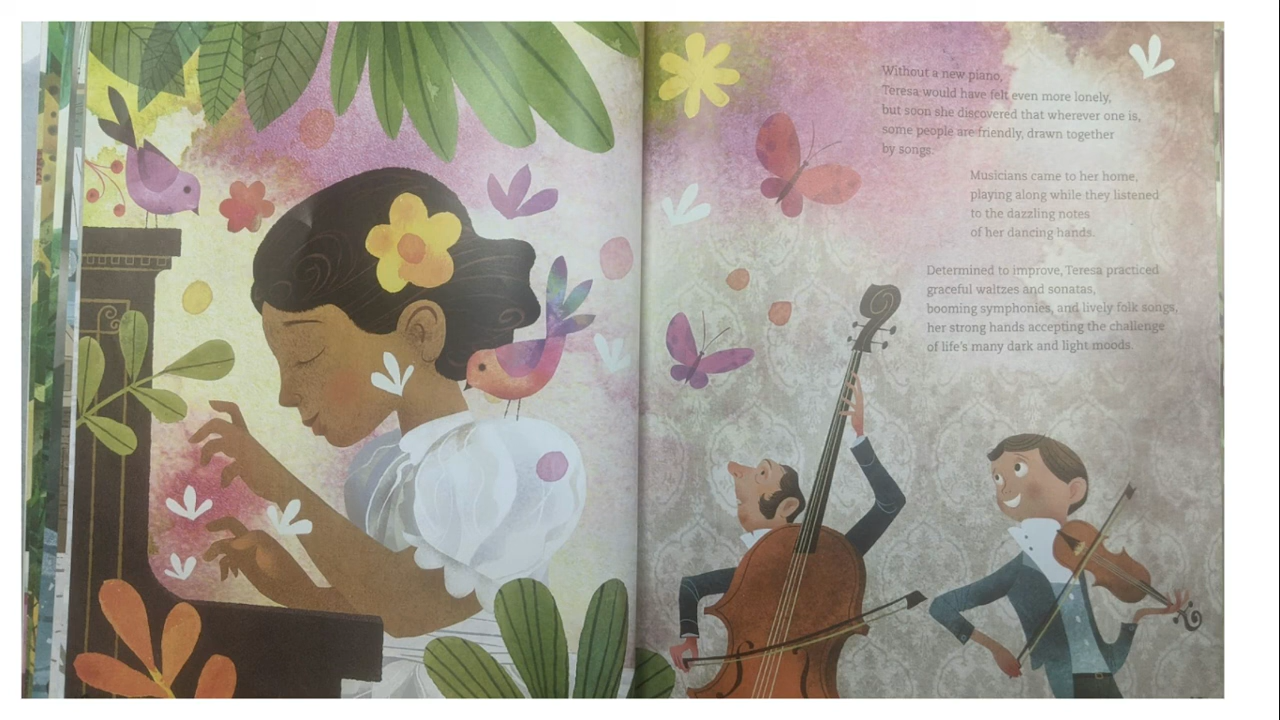 Without a new piano,
Teresa would have felt even more lonely,
but soon she discovered that wherever one is,
some people are friendly, drawn together
by songs.
Musicians came to her home,
playing along while they listened
to the dazzling notes
of her dancing hands.
Determined to improve, Teresa practiced
graceful waltzes and sonatas,
booming symphonies, and lively folk songs,
her strong hands accepting the challenge
of life's many dark and light moods.